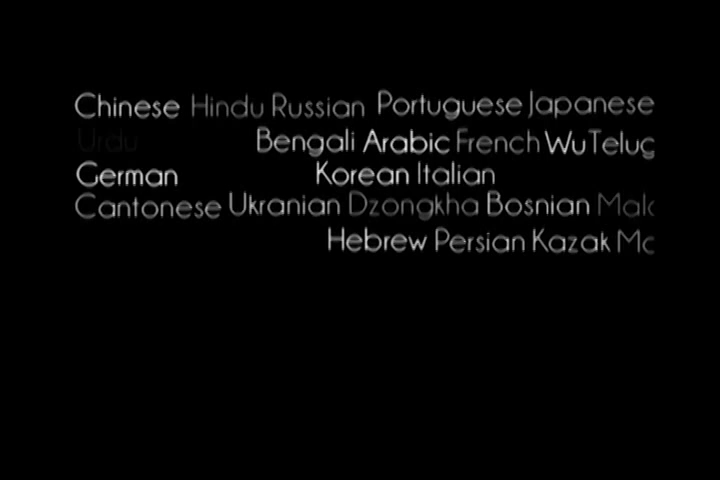 Chinese Hindu Russian Portuguese Japanese
Urdu Bengali Arabic French Wu
German Korean Italian
Cantonese Ukranian Dzongkha Bosnian
Hebrew Persian Kazak